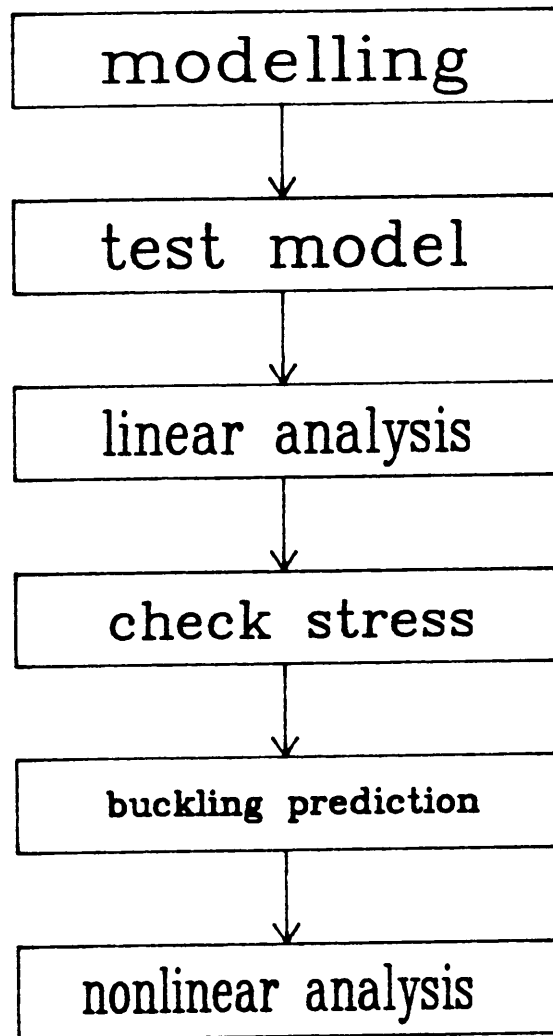 modelling
test model
linear analysis
check stress
buckling prediction
nonlinear analysis